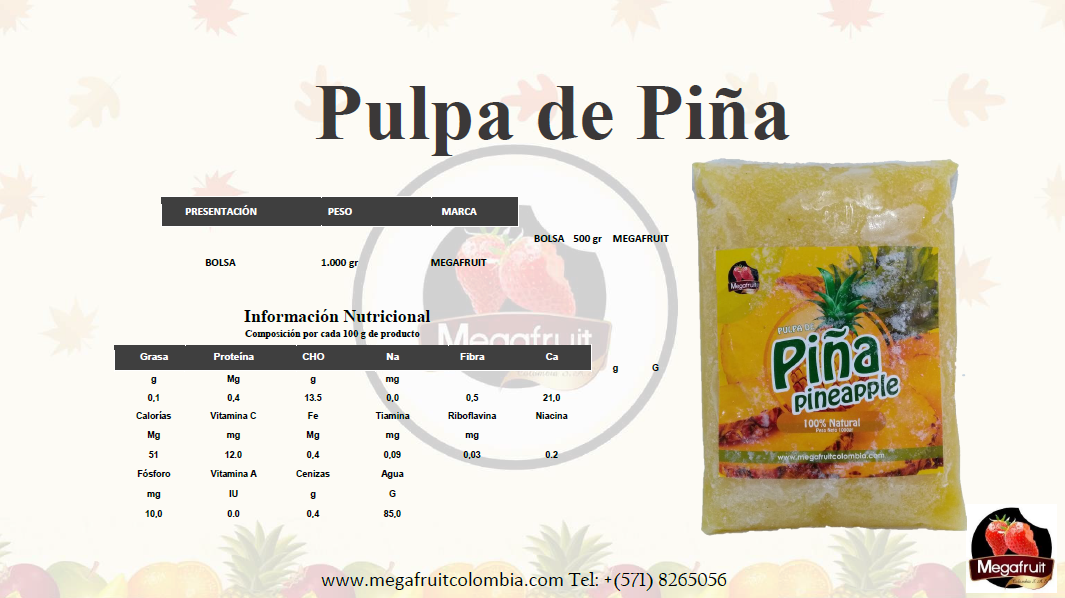 Pulpa de Piña
PRESENTACIÓN PESO MARCA
BOLSA 500 gr MEGAFRUIT
BOLSA 1.000 gr MEGAFRUIT
Información Nutricional
Composición por cada 100 g de producto
Grasa Proteína CHO Na Fibra Ca
g G
g Mg g mg
0,1 0,4 13.5 0,0 0,5 21,0
Calorías Vitamina C Fe Tiamina Riboflavina Niacina
Mg mg Mg mg mg
51 12.0 0,4 0,09 0,03 0.2
Fósforo Vitamina A Cenizas Agua
mg IU g G
10,0 0.0 0,4 85,0
Megafruit
Megafruit
PULPA DE
Piña
pineapple
100% Natural
Peso Neto 1000gr
www.megafruitcolombia.com
Megafruit
www.megafruitcolombia.com Tel: +(571) 8265056